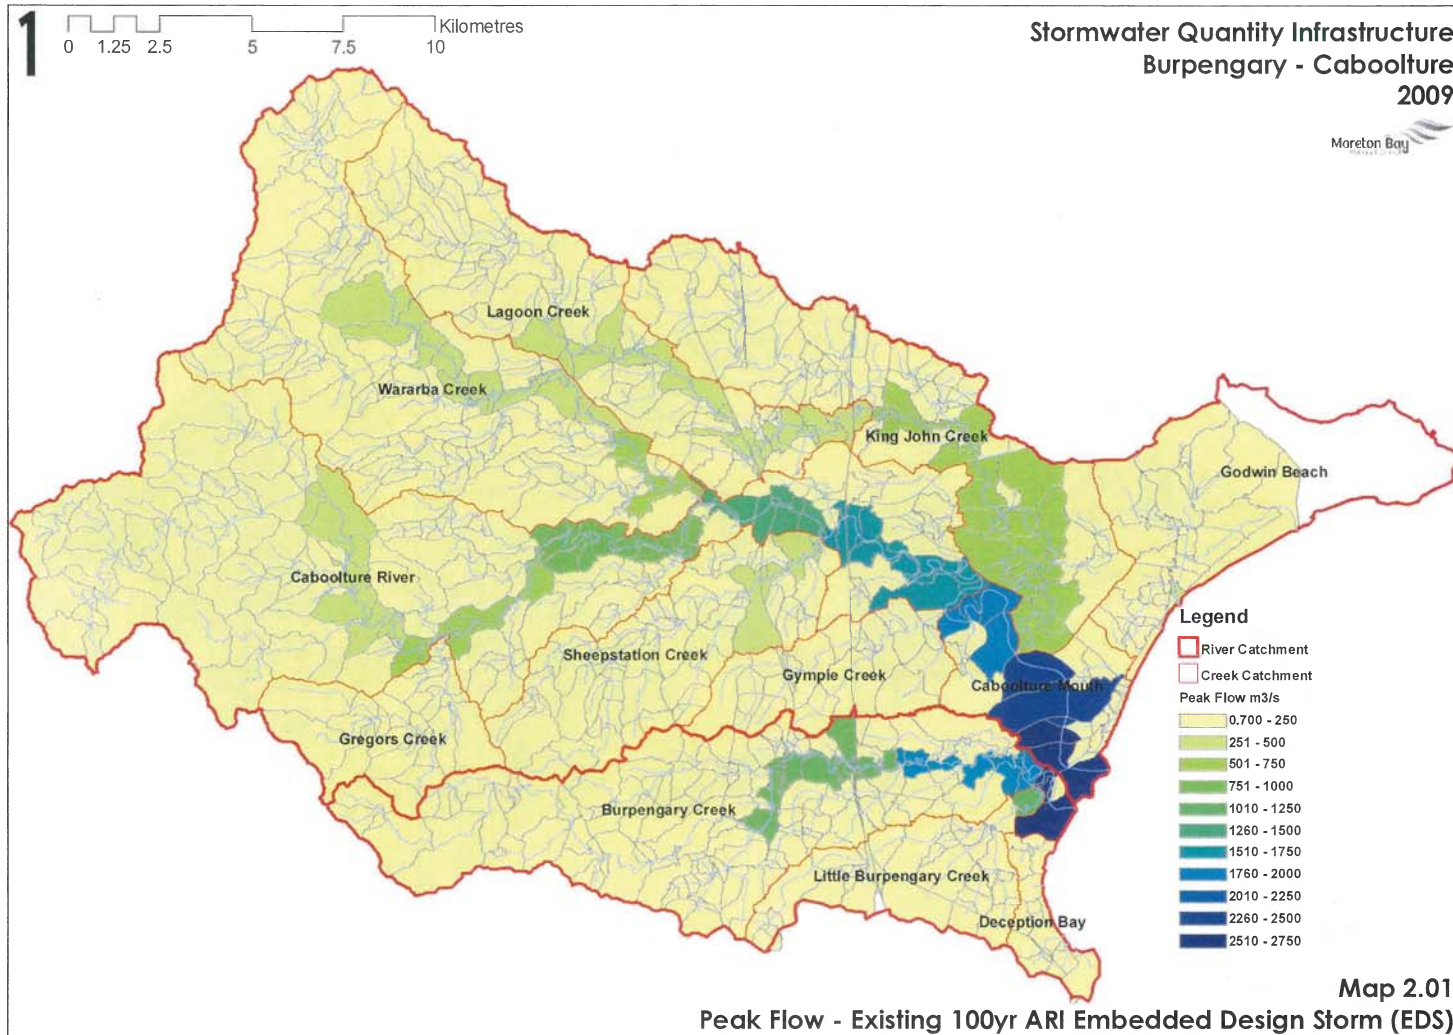 1
Kilometres
0 1.25 2.5 5 7.5 10
Stormwater Quantity Infrastructure
Burpengary - Caboolture
2009
Moreton Bay
Lagoon Creek
Wararba Creek
King John Creek
Godwin Beach
Caboolture River
Sheepstation Creek
Gympie Creek
Caboolture Mouth
Gregors Creek
Burpengary Creek
Little Burpengary Creek
Deception Bay
Legend
River Catchment
Creek Catchment
Peak Flow m3/s
0.700 - 250
251 - 500
501 - 750
751 - 1000
1010 - 1250
1260 - 1500
1510 - 1750
1760 - 2000
2010 - 2250
2260 - 2500
2510 - 2750
Map 2.01
Peak Flow - Existing 100yr ARI Embedded Design Storm (EDS)